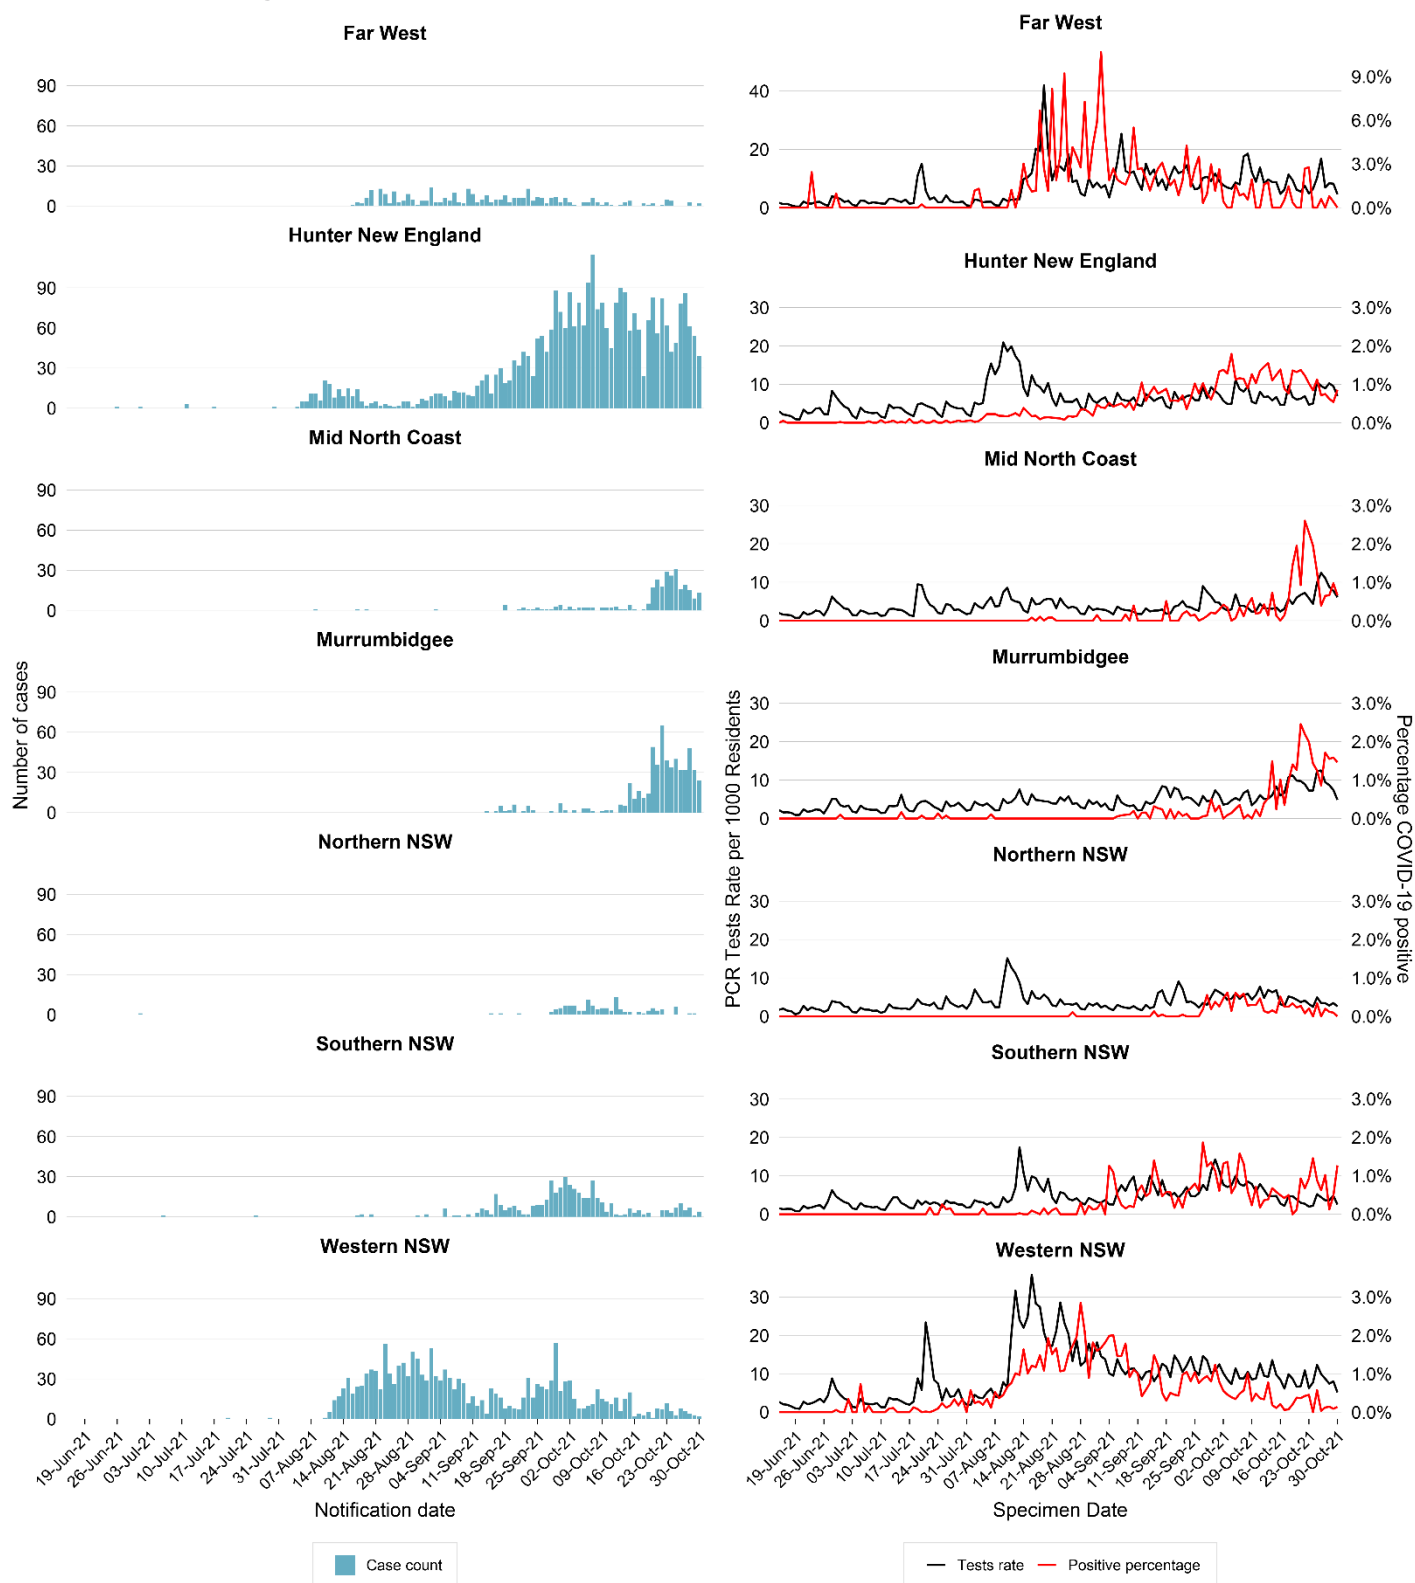 Far West
90
60
30
0
Hunter New England
90
60
30
0
Mid North Coast
90
60
30
0
Murrumbidgee
90
60
30
0
Northern NSW
90
60
30
0
Southern NSW
90
60
30
0
Western NSW
90
60
30
0
Number of cases
19-Jun-21
26-Jun-21
03-Jul-21
10-Jul-21
17-Jul-21
24-Jul-21
31-Jul-21
07-Aug-21
14-Aug-21
21-Aug-21
28-Aug-21
04-Sep-21
11-Sep-21
18-Sep-21
25-Sep-21
02-Oct-21
09-Oct-21
16-Oct-21
23-Oct-21
30-Oct-21
Notification date
Case count
Far West
40
20
0
9.0%
6.0%
3.0%
0.0%
Hunter New England
30
20
10
0
3.0%
2.0%
1.0%
0.0%
Mid North Coast
30
20
10
0
3.0%
2.0%
1.0%
0.0%
Murrumbidgee
30
20
10
0
3.0%
2.0%
1.0%
0.0%
Northern NSW
30
20
10
0
3.0%
2.0%
1.0%
0.0%
Southern NSW
30
20
10
0
3.0%
2.0%
1.0%
0.0%
Western NSW
30
20
10
0
3.0%
2.0%
1.0%
0.0%
PCR Tests Rate per 1000 Residents
Percentage COVID-19 positive
19-Jun-21
26-Jun-21
03-Jul-21
10-Jul-21
17-Jul-21
24-Jul-21
31-Jul-21
07-Aug-21
14-Aug-21
21-Aug-21
28-Aug-21
04-Sep-21
11-Sep-21
18-Sep-21
25-Sep-21
02-Oct-21
09-Oct-21
16-Oct-21
23-Oct-21
30-Oct-21
Specimen Date
Tests rate
Positive percentage